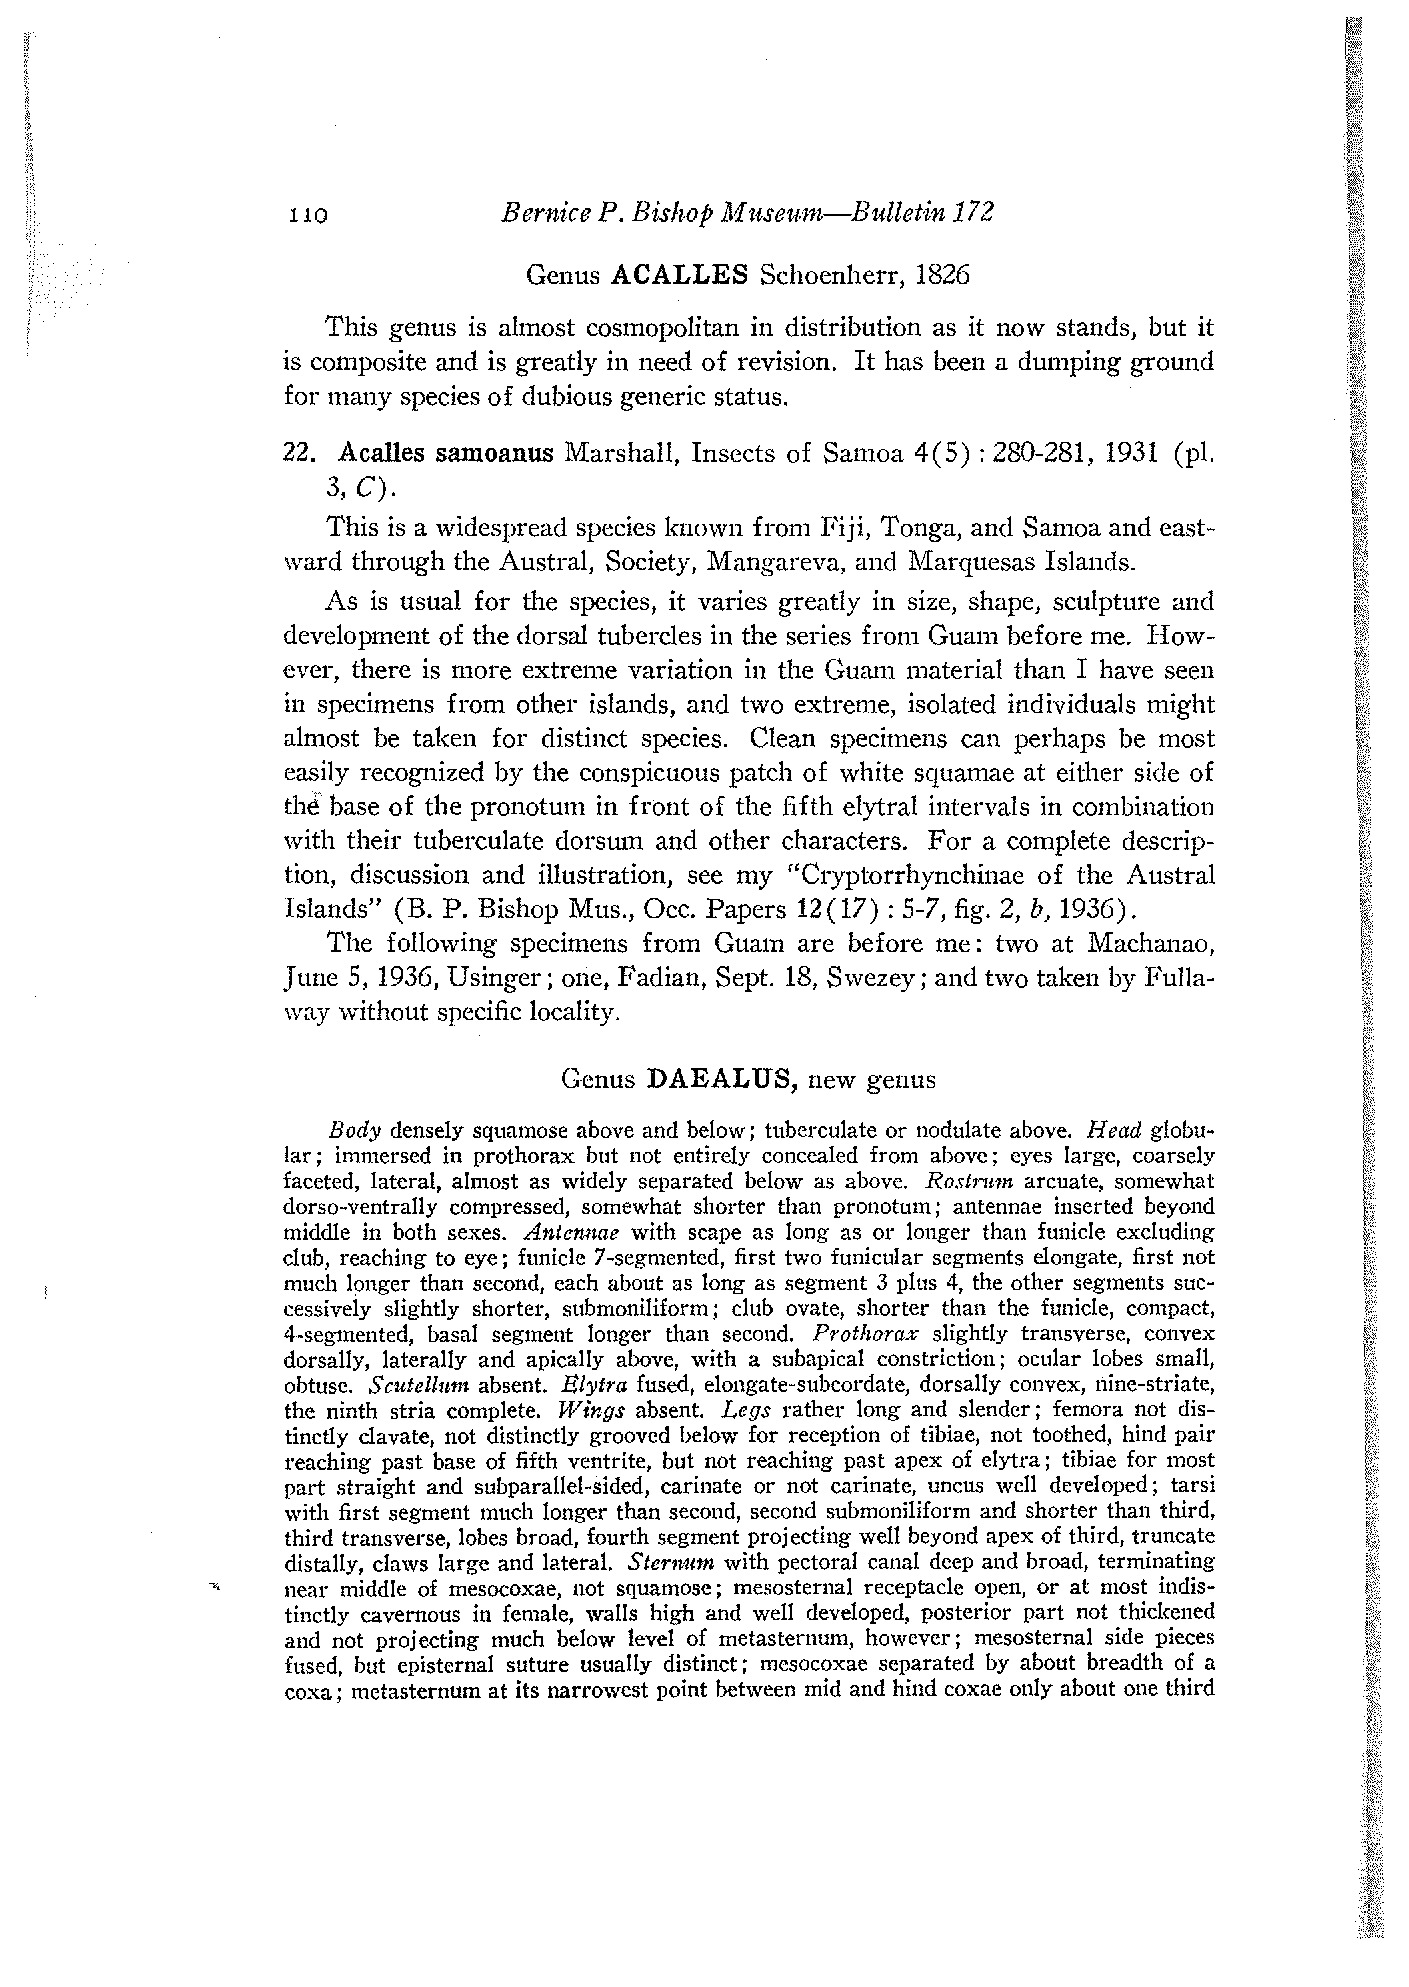 110 Bernice P. Bishop Museum—Bulletin 172
Genus ACALLES Schoenherr, 1826
This genus is almost cosmopolitan in distribution as it now stands, but it
is composite and is greatly in need of revision. It has been a dumping ground
for many species of dubious generic status.
22. Acalles samoanus Marshall, Insects of Samoa 4(5) : 280-281, 1931 (pl.
3, C).
This is a widespread species known from Fiji, Tonga, and Samoa and east-
ward through the Austral, Society, Mangareva, and Marquesas Islands.
As is usual for the species, it varies greatly in size, shape, sculpture and
development of the dorsal tubercles in the series from Guam before me. How-
ever, there is more extreme variation in the Guam material than I have seen
in specimens from other islands, and two extreme, isolated individuals might
almost be taken for distinct species. Clean specimens can perhaps be most
easily recognized by the conspicuous patch of white squamae at either side of
the base of the pronotum in front of the fifth elytral intervals in combination
with their tuberculate dorsum and other characters. For a complete descrip-
tion, discussion and illustration, see my "Cryptorrhynchinae of the Austral
Islands" (B. P. Bishop Mus., Occ. Papers 12(17) : 5-7, fig. 2, b, 1936).
The following specimens from Guam are before me: two at Machanao,
June 5, 1936, Usinger; one, Fadian, Sept. 18, Swezey; and two taken by Fulla-
way without specific locality.
Genus DAEALUS, new genus
Body densely squamose above and below; tuberculate or nodulate above. Head globu-
lar; immersed in prothorax but not entirely concealed from above; eyes large, coarsely
faceted, lateral, almost as widely separated below as above. Rostrum arcuate, somewhat
dorso-ventrally compressed, somewhat shorter than pronotum; antennae inserted beyond
middle in both sexes. Antennae with scape as long as or longer than funicle excluding
club, reaching to eye; funicle 7-segmented, first two funicular segments elongate, first not
much longer than second, each about as long as segment 3 plus 4, the other segments suc-
cessively slightly shorter, submoniliform; club ovate, shorter than the funicle, compact,
4-segmented, basal segment longer than second. Prothorax slightly transverse, convex
dorsally, laterally and apically above, with a subapical constriction; ocular lobes small,
obtuse. Scutellum absent. Elytra fused, elongate-subcordate, dorsally convex, nine-striate,
the ninth stria complete. Wings absent. Legs rather long and slender; femora not dis-
tinctly clavate, not distinctly grooved below for reception of tibiae, not toothed, hind pair
reaching past base of fifth ventrite, but not reaching past apex of elytra; tibiae for most
part straight and subparallel-sided, carinate or not carinate, uncus well developed; tarsi
with first segment much longer than second, second submoniliform and shorter than third,
third transverse, lobes broad, fourth segment projecting well beyond apex of third, truncate
distally, claws large and lateral. Sternum with pectoral canal deep and broad, terminating
near middle of mesocoxae, not squamose; mesosternal receptacle open, or at most indis-
tinctly cavernous in female, walls high and well developed, posterior part not thickened
and not projecting much below level of metasternum, however; mesosternal side pieces
fused, but episternal suture usually distinct; mesocoxae separated by about breadth of a
coxa; metasternum at its narrowest point between mid and hind coxae only about one third